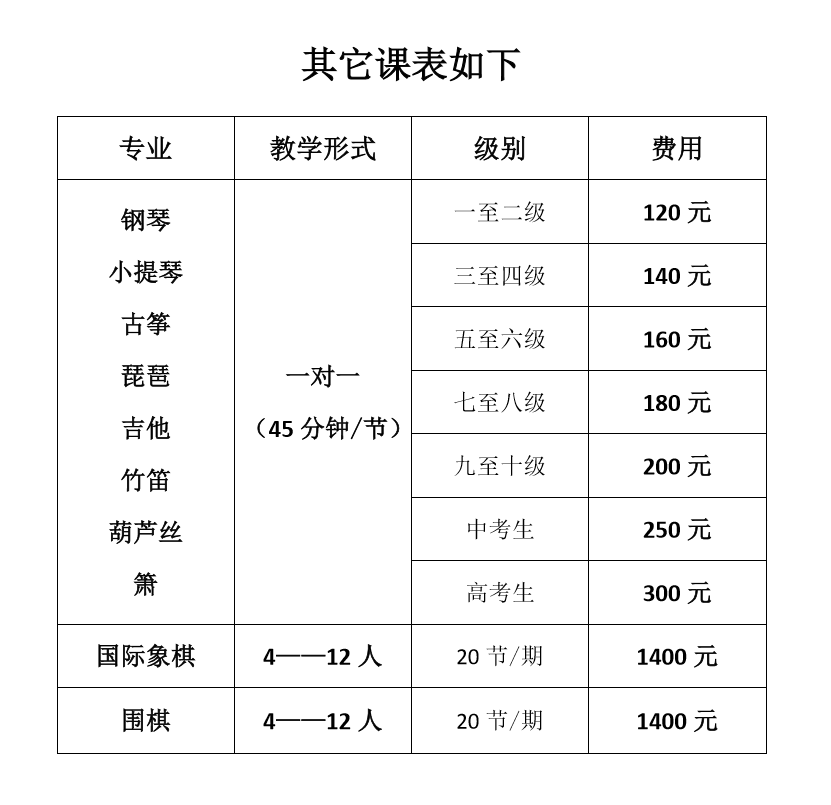 其它课表如下
专业 教学形式 级别 费用
钢琴
小提琴
古筝
琵琶
吉他
竹笛
葫芦丝
箫
一对一
（45 分钟/节）
一至二级 120 元
三至四级 140 元
五至六级 160 元
七至八级 180 元
九至十级 200 元
中考生 250 元
高考生 300 元
国际象棋 4——12 人 20 节/期 1400 元
围棋 4——12 人 20 节/期 1400 元